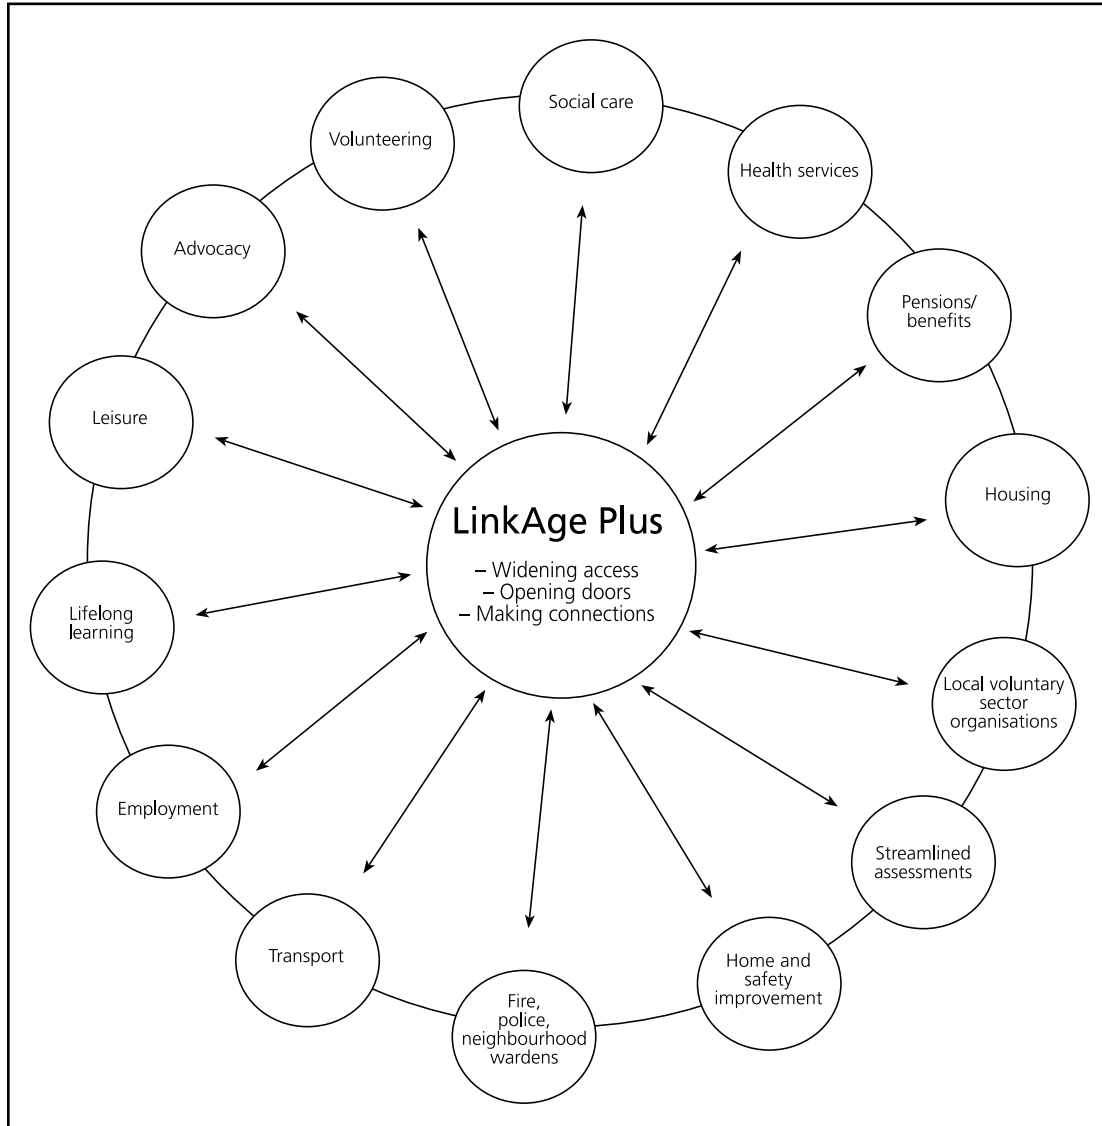 Social care
Volunteering
Health services
Advocacy
Pensions/
benefits
Leisure
Housing
LinkAge Plus
– Widening access
– Opening doors
– Making connections
Lifelong
learning
Local voluntary
sector
organisations
Employment
Streamlined
assessments
Transport
Home and
safety
improvement
Fire,
police,
neighbourhood
wardens